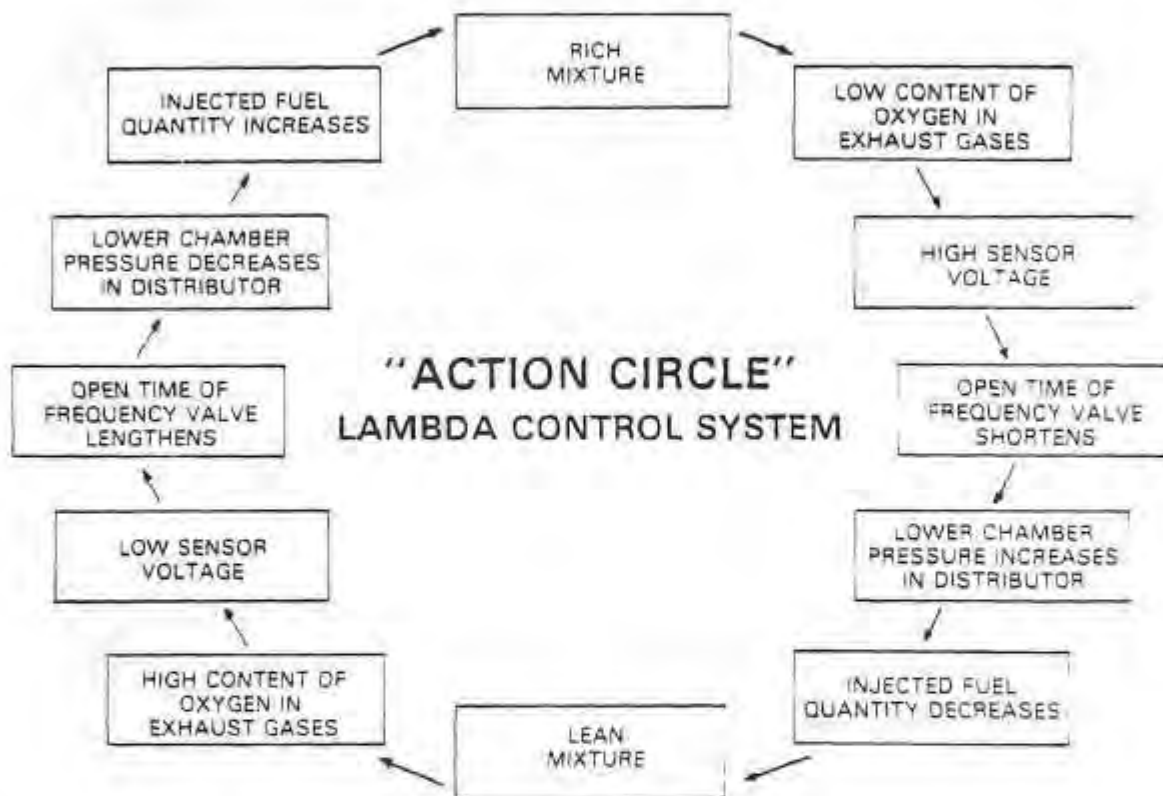 RICH
MIXTURE
LOW CONTENT OF
OXYGEN IN
EXHAUST GASES
HIGH SENSOR
VOLTAGE
OPEN TIME OF
FREQUENCY VALVE
SHORTENS
LOWER CHAMBER
PRESSURE INCREASES
IN DISTRIBUTOR
INJECTED FUEL
QUANTITY DECREASES
LEAN
MIXTURE
HIGH CONTENT OF
OXYGEN IN
EXHAUST GASES
LOW SENSOR
VOLTAGE
OPEN TIME OF
FREQUENCY VALVE
LENGTHENS
LOWER CHAMBER
PRESSURE DECREASES
IN DISTRIBUTOR
INJECTED FUEL
QUANTITY INCREASES
"ACTION CIRCLE"
LAMBDA CONTROL SYSTEM